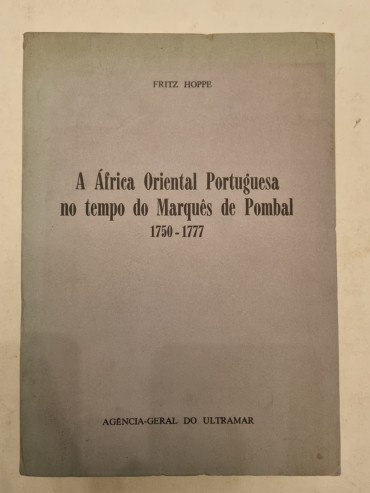 FRITZ HOPPE
A África Oriental Portuguesa
no tempo do Marquês de Pombal
1750 - 1777
AGÊNCIA-GERAL DO ULTRAMAR